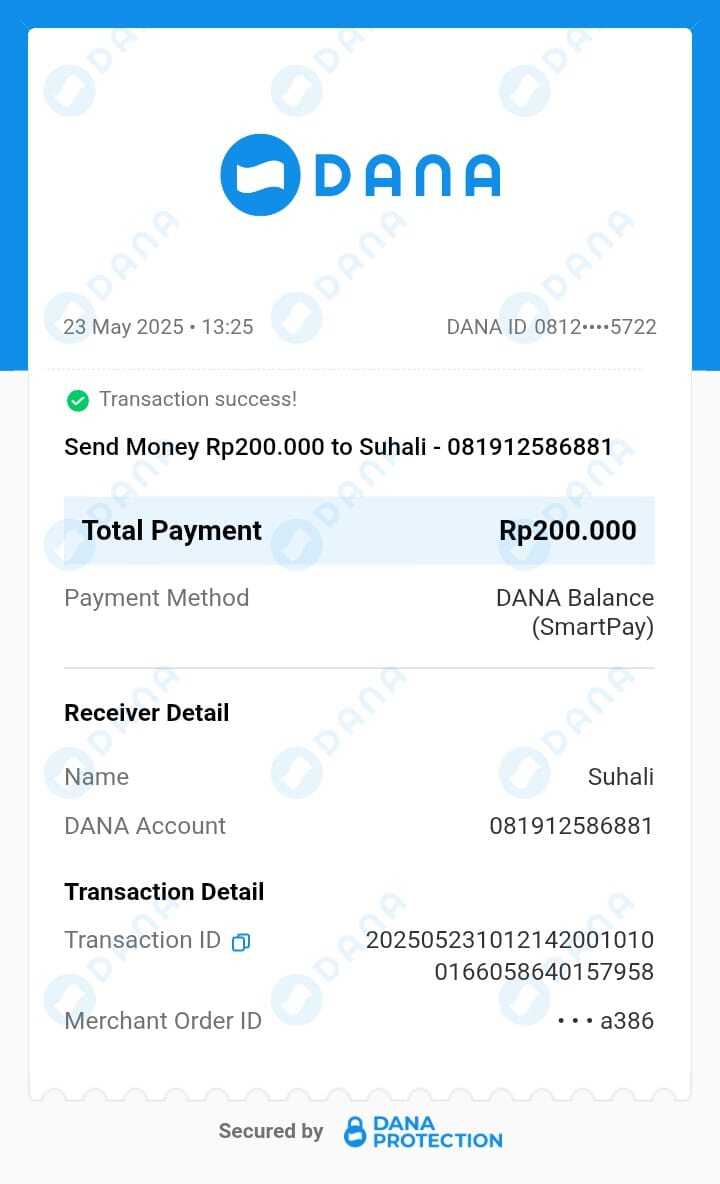 DANA
23 May 2025 • 13:25
DANA ID 0812••••5722
Transaction success!
Send Money Rp200.000 to Suhali - 081912586881
Total Payment Rp200.000
Payment Method DANA Balance
(SmartPay)
Receiver Detail
Name Suhali
DANA Account 081912586881
Transaction Detail
Transaction ID 202505231012142001010
0166058640157958
Merchant Order ID • • • a386
Secured by DANA
PROTECTION